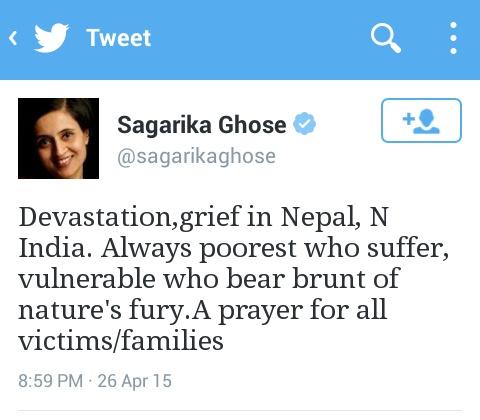 Tweet
Sagarika Ghose
@sagarikaghose
Devastation,grief in Nepal, N
India. Always poorest who suffer,
vulnerable who bear brunt of
nature's fury.A prayer for all
victims/families
8:59 PM · 26 Apr 15